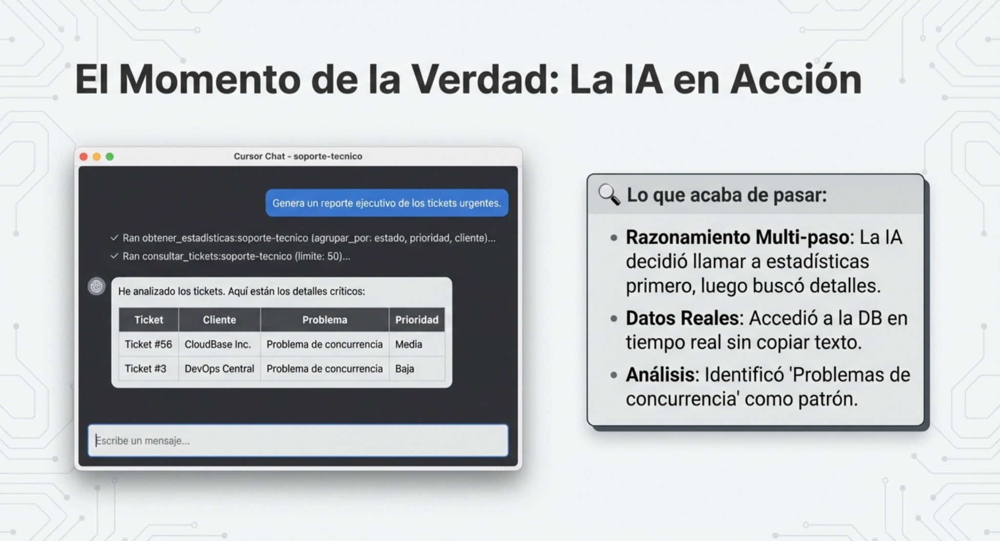 El Momento de la Verdad: La IA en Acción
Cursor Chat - soporte-tecnico
Genera un reporte ejecutivo de los tickets urgentes.
✓ Ran obtener_estadísticas:soporte-tecnico (agrupar_por: estado, prioridad, cliente)...
✓ Ran consultar_tickets:soporte-tecnico (limite: 50)...
He analizado los tickets. Aquí están los detalles críticos:
Ticket Cliente Problema Prioridad
Ticket #56 CloudBase Inc. Problema de concurrencia Media
Ticket #3 DevOps Central Problema de concurrencia Baja
Escribe un mensaje...
Lo que acaba de pasar:
• Razonamiento Multi-paso: La IA
decidió llamar a estadísticas
primero, luego buscó detalles.
• Datos Reales: Accedió a la DB en
tiempo real sin copiar texto.
• Análisis: Identificó 'Problemas de
concurrencia' como patrón.